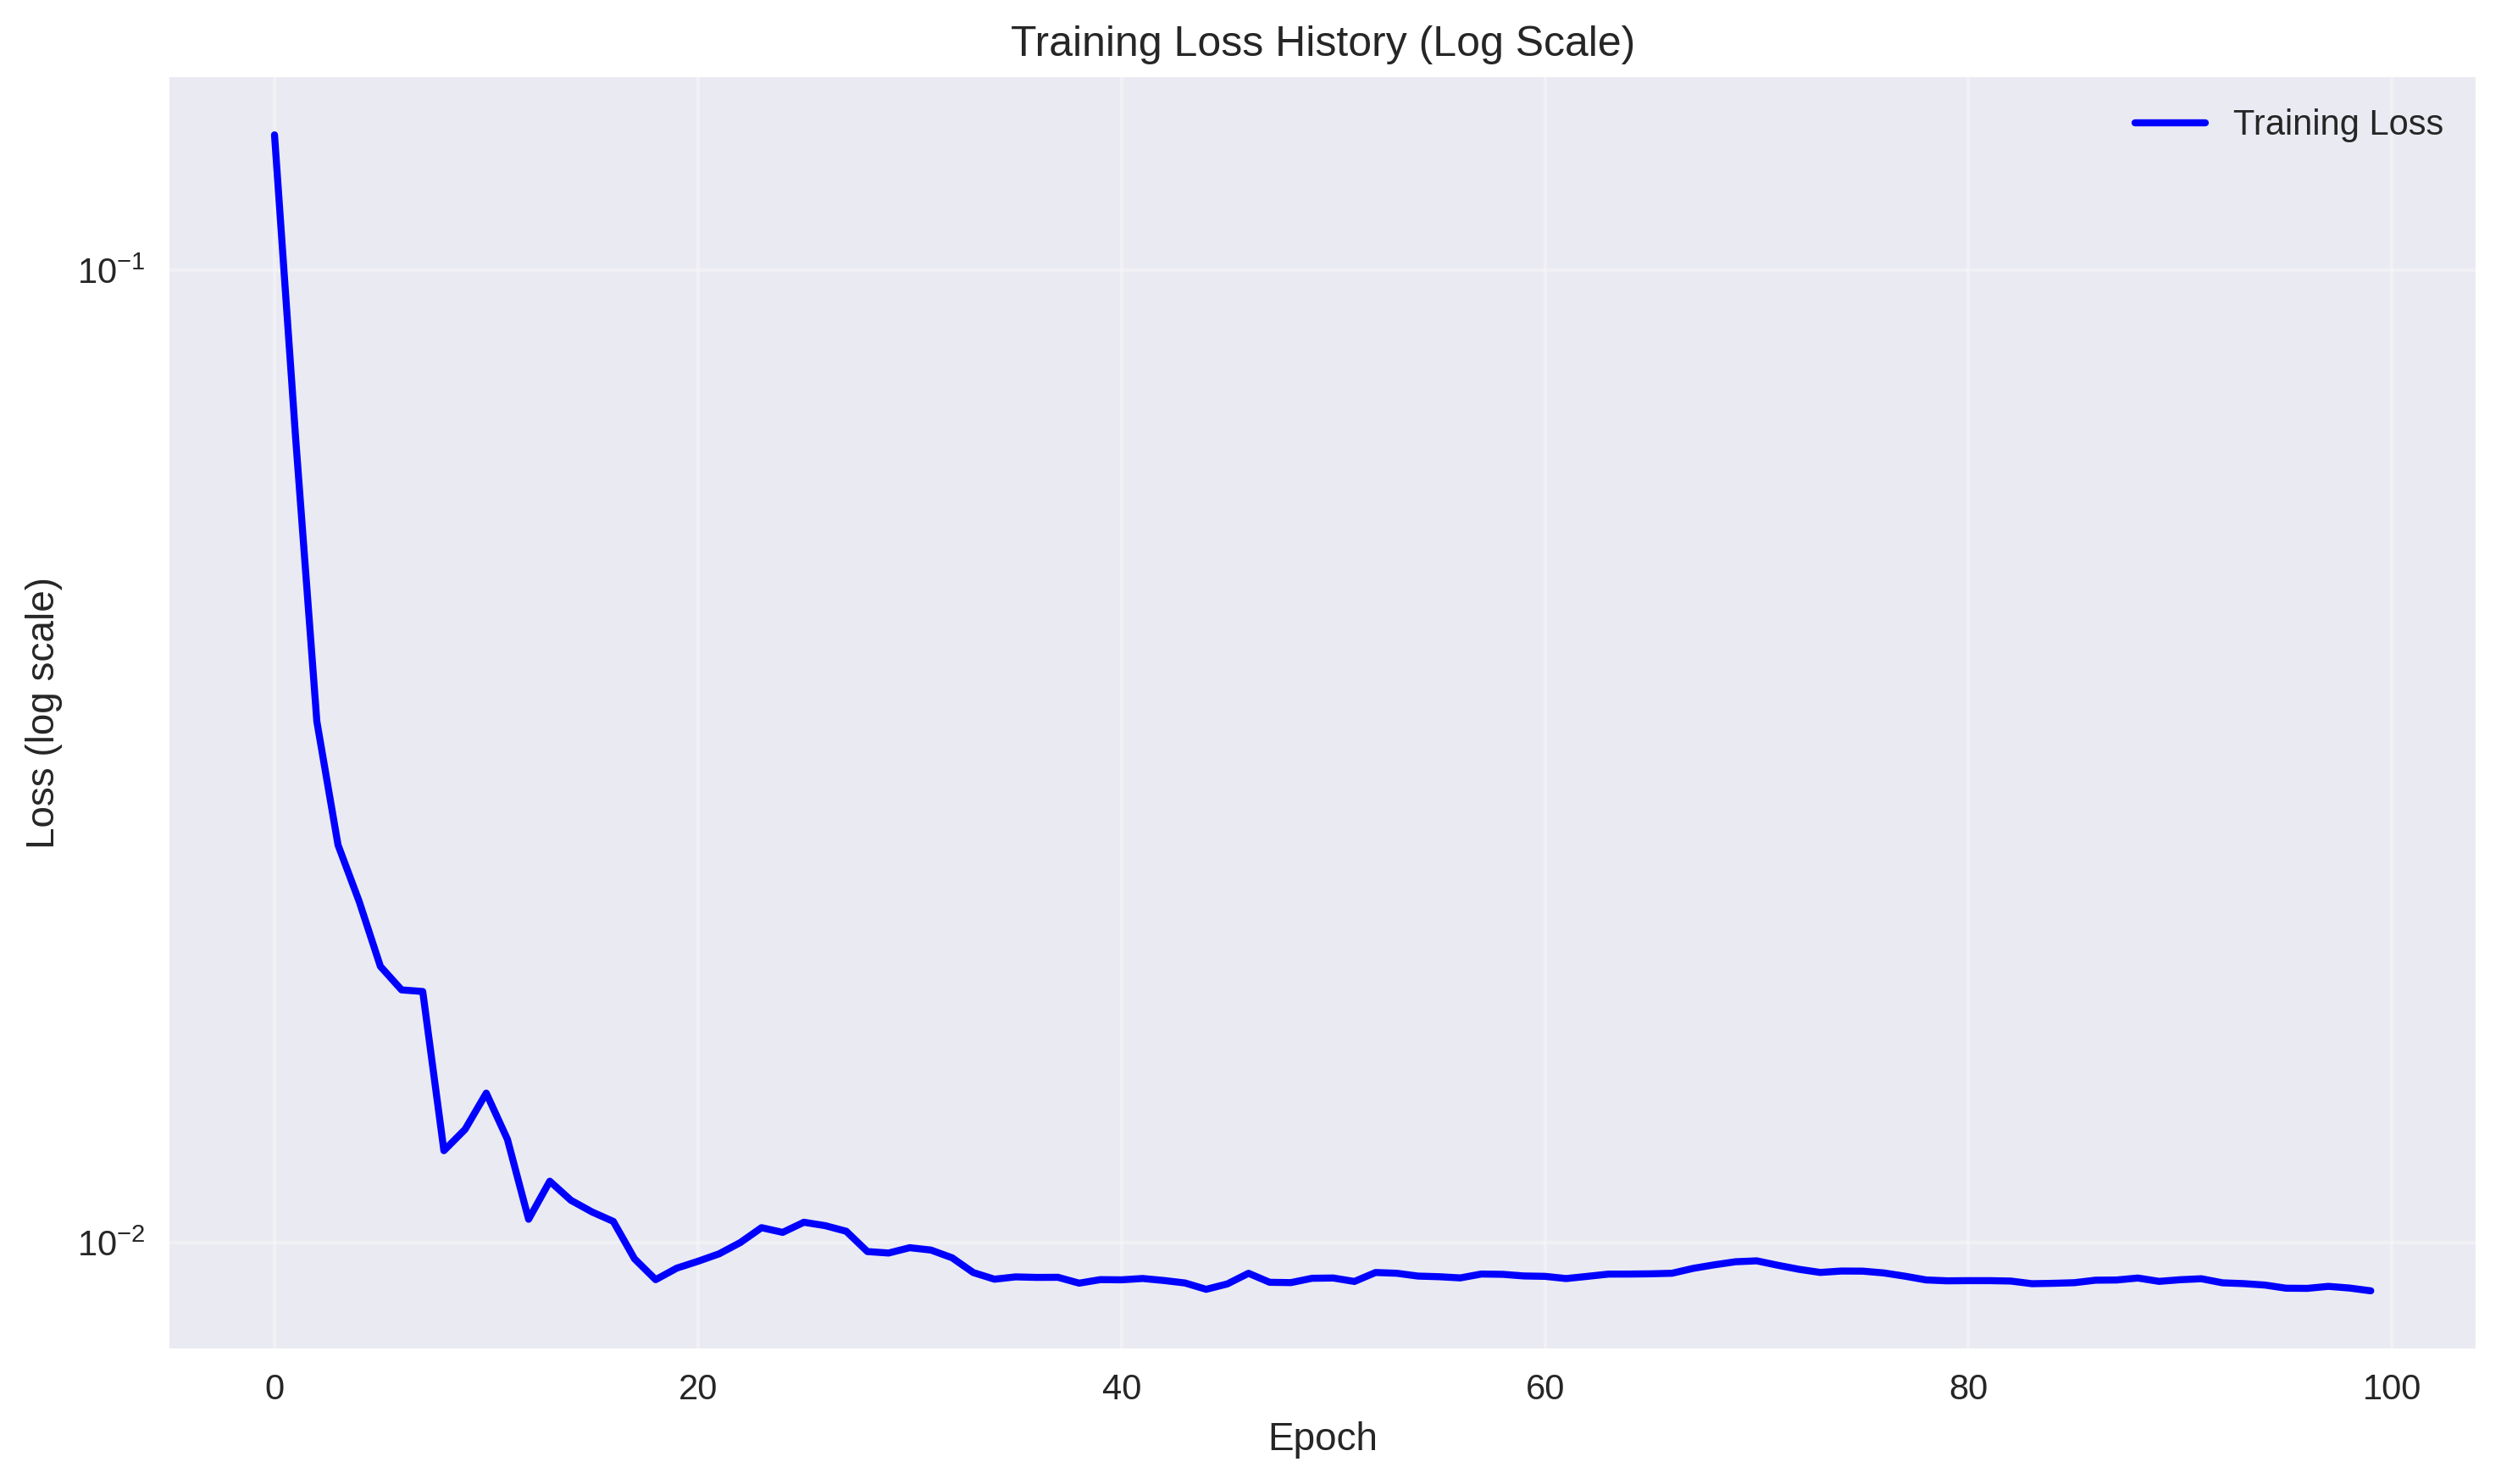 Training Loss History (Log Scale)
Training Loss
10⁻¹
10⁻²
Loss (log scale)
0 20 40 60 80 100
Epoch